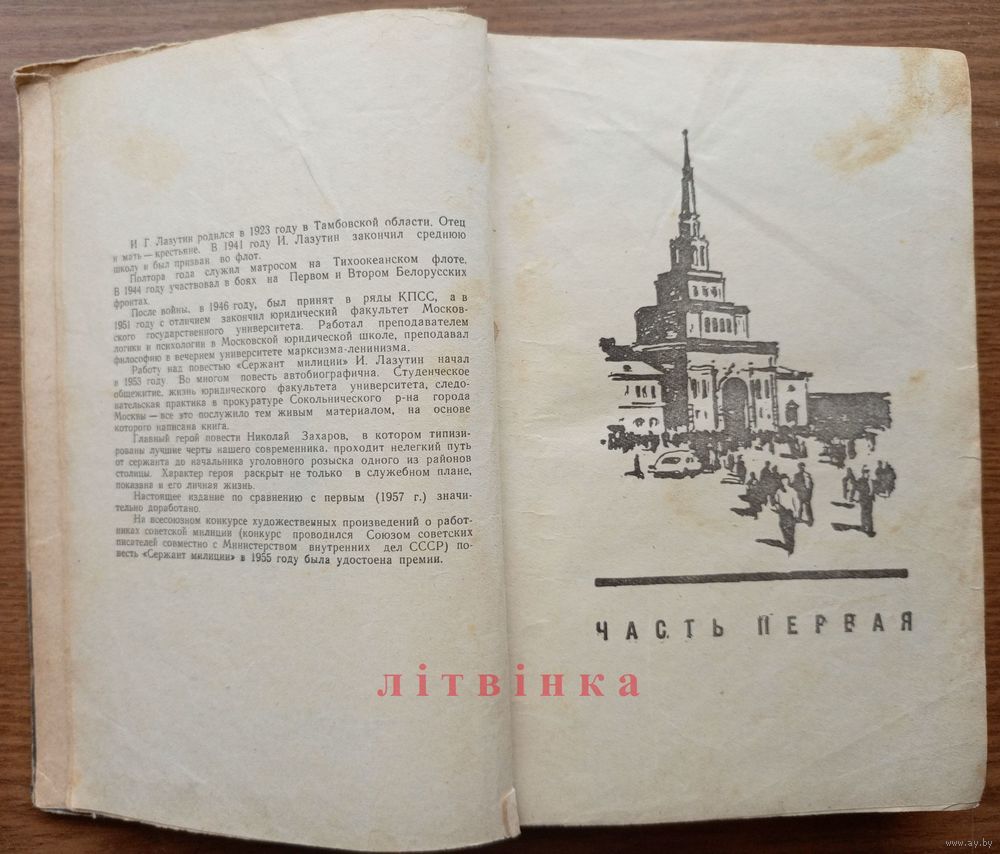 И Г. Лазутин родился в 1923 году в Тамбовской области. Отец
и мать — крестьяне. В 1941 году И. Лазутин закончил среднюю
школу и был призван во флот.
Полтора года служил матросом на Тихоокеанском флоте.
В 1944 году участвовал в боях на Первом и Втором Белорусских
фронтах.
После войны, в 1946 году, был принят в ряды КПСС, а в
1951 году с отличием закончил юридический факультет Москов-
ского государственного университета. Работал преподавателем
логики и психологии в Московской юридической школе, преподавал
философию в вечернем университете марксизма-ленинизма.
Работу над повестью «Сержант милиции» И. Лазутин начал
в 1953 году. Во многом повесть автобиографична. Студенческое
общежитие, жизнь юридического факультета университета, следо-
вательская практика в прокуратуре Сокольнического р-на города
Москвы — все это послужило тем живым материалом, на основе
которого написана книга.
Главный герой повести Николай Захаров, в котором типизи-
рованы лучшие черты нашего современника, проходит нелегкий путь
от сержанта до начальника уголовного розыска одного из районов
столицы. Характер героя раскрыт не только в служебном плане,
показана и его личная жизнь.
Настоящее издание по сравнению с первым (1957 г.) значи-
тельно доработано.
На всесоюзном конкурсе художественных произведений о работ-
никах советской милиции (конкурс проводился Союзом советских
писателей совместно с Министерством внутренних дел СССР) по-
весть «Сержант милиции» в 1955 году была удостоена премии.
ЧАСТЬ ПЕРВАЯ
літвінка
www.ay.by